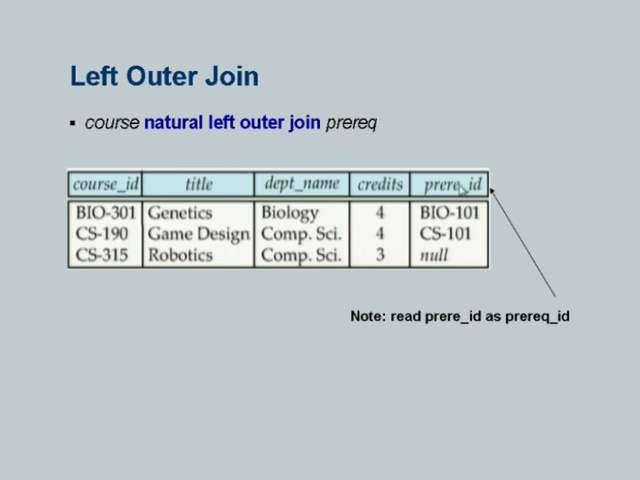 Left Outer Join
▪ course natural left outer join prereq
course_id title dept_name credits prere_id
BIO-301 Genetics Biology 4 BIO-101
CS-190 Game Design Comp. Sci. 4 CS-101
CS-315 Robotics Comp. Sci. 3 null
Note: read prere_id as prereq_id